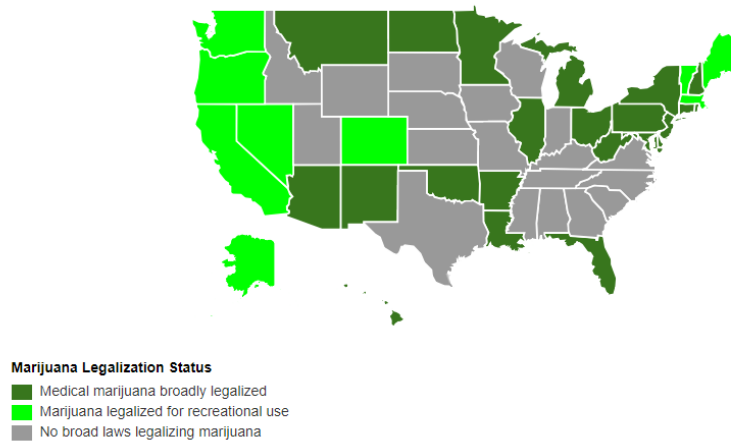 Marijuana Legalization Status
Medical marijuana broadly legalized
Marijuana legalized for recreational use
No broad laws legalizing marijuana